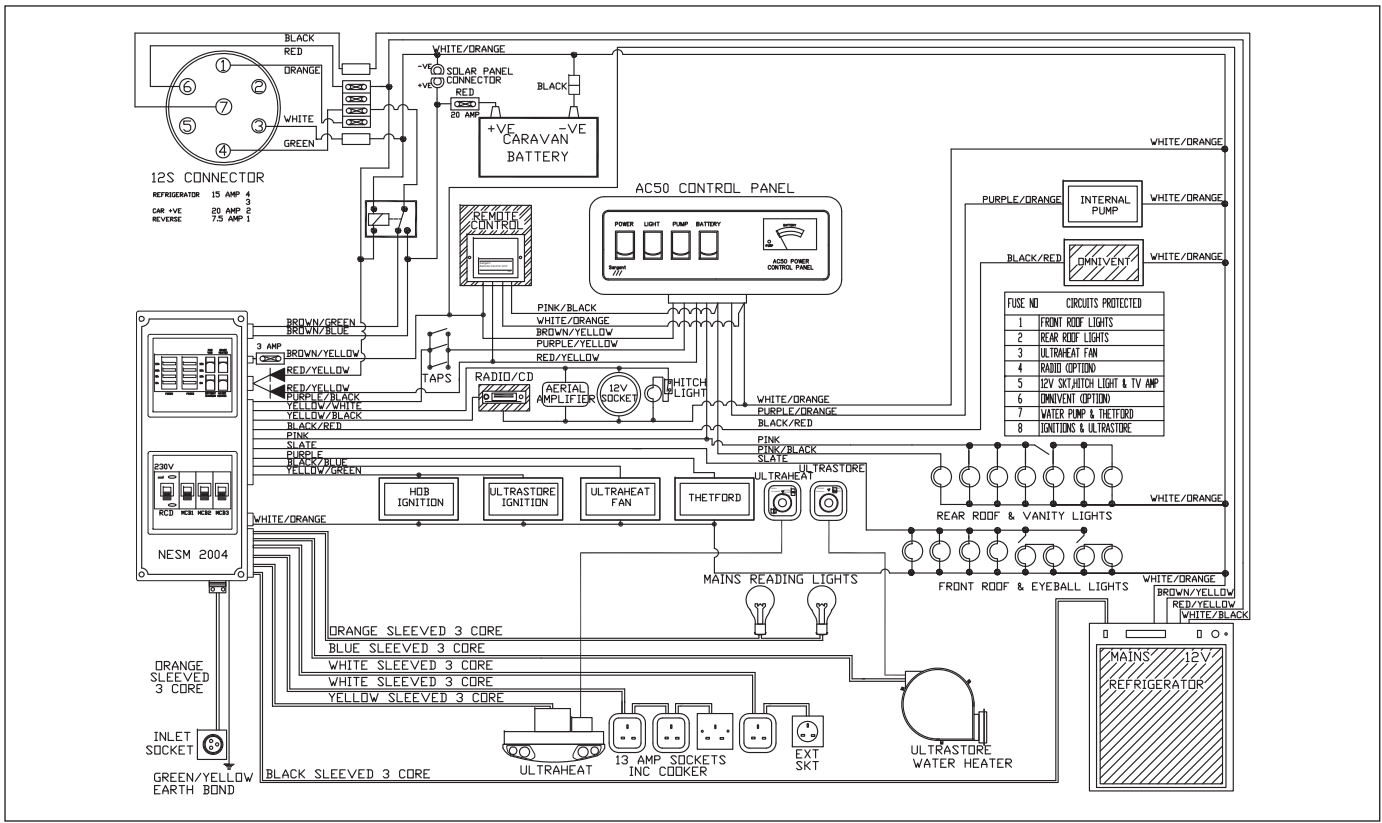 BLACK
RED
ORANGE
WHITE
GREEN
1
2
3
4
5
6
7
12S CONNECTOR
REFRIGERATOR 15 AMP 4
3
CAR +VE 20 AMP 2
REVERSE 7.5 AMP 1
WHITE/ORANGE
-VE
+VE
SOLAR PANEL
CONNECTOR
RED
20 AMP
BLACK
+VE -VE
CARAVAN
BATTERY
REMOTE
CONTROL
AC50 CONTROL PANEL
POWER LIGHT PUMP BATTERY
BATTERY
Sargent
AC50 POWER
CONTROL PANEL
WHITE/ORANGE
PURPLE/ORANGE
INTERNAL
PUMP
WHITE/ORANGE
BLACK/RED
OMNIVENT
WHITE/ORANGE
FUSE NO CIRCUITS PROTECTED
1 FRONT ROOF LIGHTS
2 REAR ROOF LIGHTS
3 ULTRAHEAT FAN
4 RADIO (OPTION)
5 12V SKT,HITCH LIGHT & TV AMP
6 OMNIVENT (OPTION)
7 WATER PUMP & THETFORD
8 IGNITIONS & ULTRASTORE
PINK/BLACK
WHITE/ORANGE
BROWN/YELLOW
PURPLE/YELLOW
RED/YELLOW
BROWN/GREEN
BROWN/BLUE
3 AMP
BROWN/YELLOW
RED/YELLOW
RED/YELLOW
PURPLE/BLACK
YELLOW/WHITE
YELLOW/BLACK
BLACK/RED
PINK
SLATE
PURPLE
BLACK/BLUE
YELLOW/GREEN
TAPS
RADIO/CD
AERIAL
AMPLIFIER
12V
SOCKET
HITCH
LIGHT
WHITE/ORANGE
PURPLE/ORANGE
BLACK/RED
PINK
PINK/BLACK
SLATE
230V
RCD MCB1 MCB2 MCB3
NESM 2004
WHITE/ORANGE
HOB
IGNITION
ULTRASTORE
IGNITION
ULTRAHEAT
FAN
THETFORD
ULTRAHEAT
ULTRASTORE
WHITE/ORANGE
REAR ROOF & VANITY LIGHTS
FRONT ROOF & EYEBALL LIGHTS
WHITE/ORANGE
BROWN/YELLOW
RED/YELLOW
WHITE/BLACK
MAINS READING LIGHTS
ORANGE SLEEVED 3 CORE
BLUE SLEEVED 3 CORE
WHITE SLEEVED 3 CORE
WHITE SLEEVED 3 CORE
YELLOW SLEEVED 3 CORE
ORANGE
SLEEVED
3 CORE
INLET
SOCKET
GREEN/YELLOW
EARTH BOND
BLACK SLEEVED 3 CORE
ULTRAHEAT
13 AMP SOCKETS
INC COOKER
EXT
SKT
ULTRASTORE
WATER HEATER
MAINS 12V
REFRIGERATOR